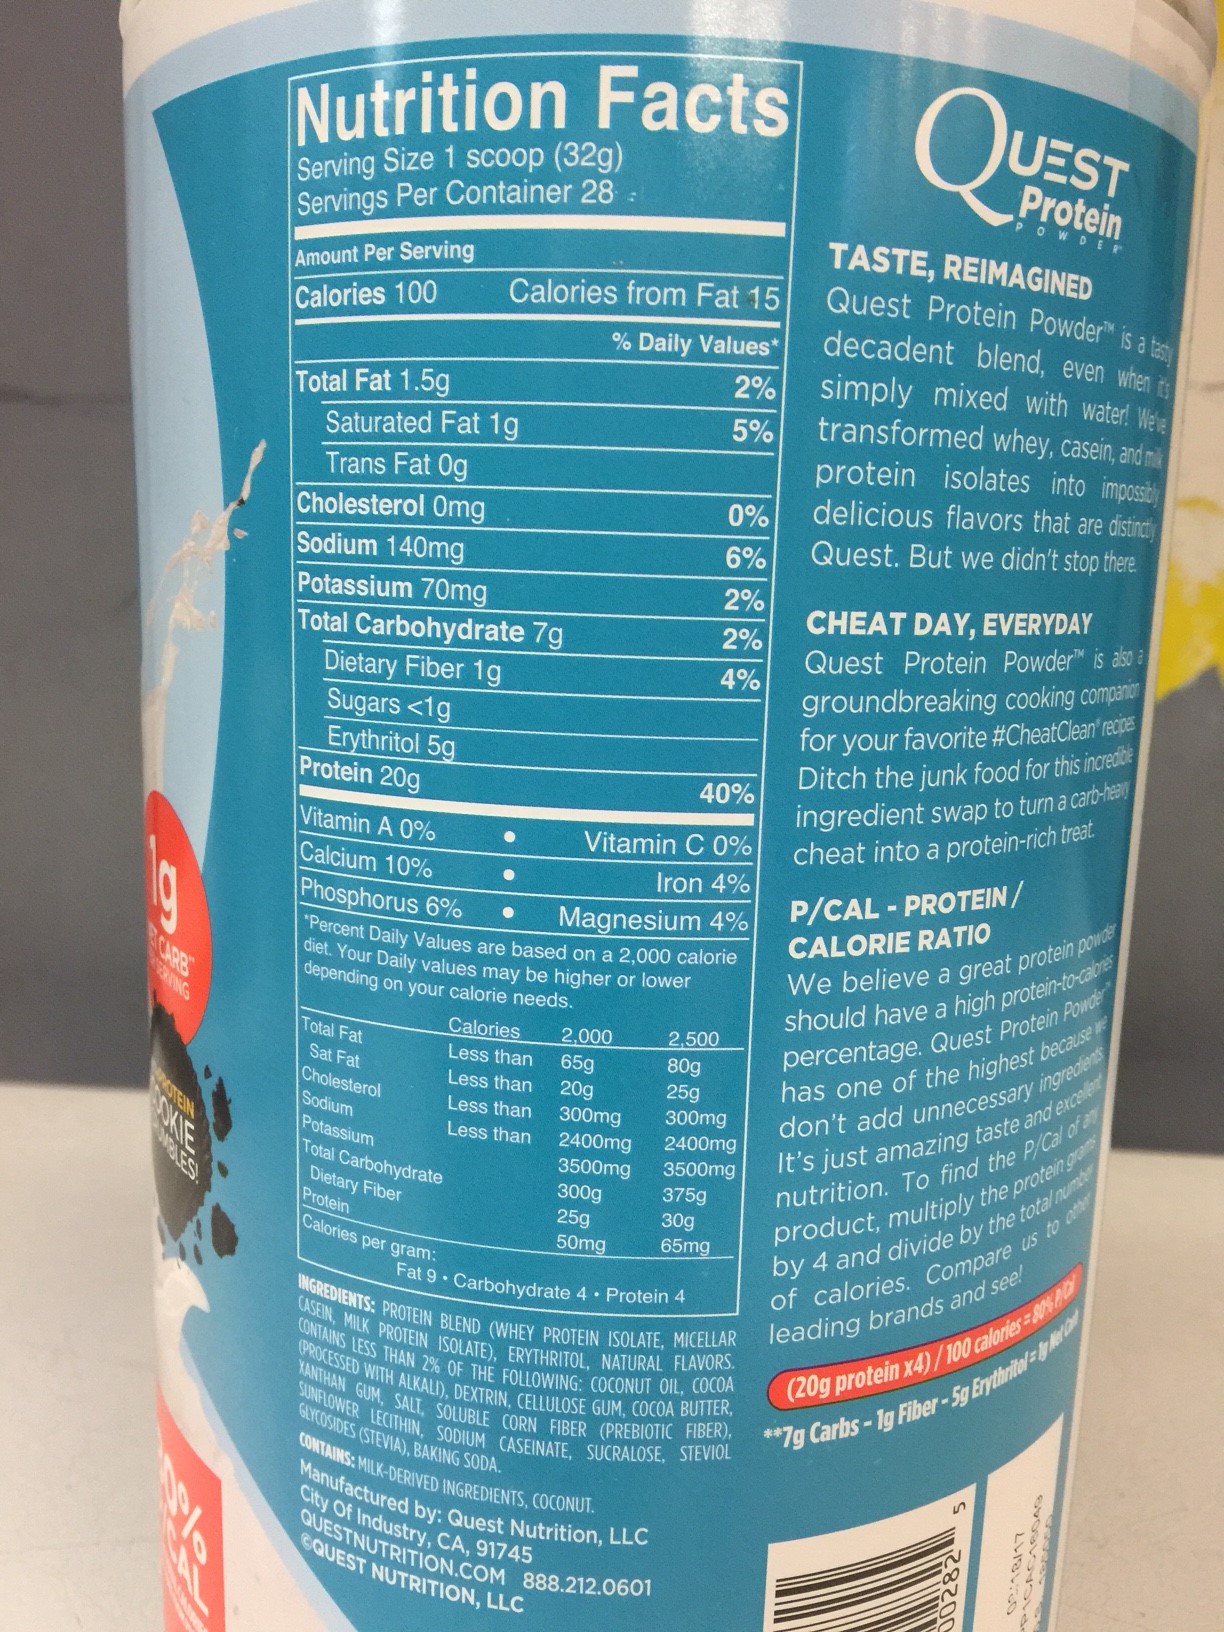 Nutrition Facts
Serving Size 1 scoop (32g)
Servings Per Container 28
Amount Per Serving
Calories 100 Calories from Fat 15
% Daily Values*
Total Fat 1.5g 2%
Saturated Fat 1g 5%
Trans Fat 0g
Cholesterol 0mg 0%
Sodium 140mg 6%
Potassium 70mg 2%
Total Carbohydrate 7g 2%
Dietary Fiber 1g 4%
Sugars <1g
Erythritol 5g
Protein 20g 40%
Vitamin A 0% • Vitamin C 0%
Calcium 10% • Iron 4%
Phosphorus 6% • Magnesium 4%
*Percent Daily Values are based on a 2,000 calorie
diet. Your Daily values may be higher or lower
depending on your calorie needs.
Calories 2,000 2,500
Total Fat Less than 65g 80g
Sat Fat Less than 20g 25g
Cholesterol Less than 300mg 300mg
Sodium Less than 2400mg 2400mg
Potassium 3500mg 3500mg
Total Carbohydrate 300g 375g
Dietary Fiber 25g 30g
Protein 50mg 65mg
Calories per gram:
Fat 9 • Carbohydrate 4 • Protein 4
INGREDIENTS: PROTEIN BLEND (WHEY PROTEIN ISOLATE, MICELLAR
CASEIN, MILK PROTEIN ISOLATE), ERYTHRITOL, NATURAL FLAVORS.
CONTAINS LESS THAN 2% OF THE FOLLOWING: COCONUT OIL, COCOA
(PROCESSED WITH ALKALI), DEXTRIN, CELLULOSE GUM, COCOA BUTTER,
XANTHAN GUM, SALT, SOLUBLE CORN FIBER (PREBIOTIC FIBER),
SUNFLOWER LECITHIN, SODIUM CASEINATE, SUCRALOSE, STEVIOL
GLYCOSIDES (STEVIA), BAKING SODA.
CONTAINS: MILK-DERIVED INGREDIENTS, COCONUT.
Manufactured by: Quest Nutrition, LLC
City Of Industry, CA, 91745
QUESTNUTRITION.COM 888.212.0601
©QUEST NUTRITION, LLC
QUEST
Protein
POWDER™
TASTE, REIMAGINED
Quest Protein Powder™ is a tasty
decadent blend, even when it's
simply mixed with water! We've
transformed whey, casein, and milk
protein isolates into impossibly
delicious flavors that are distinctly
Quest. But we didn't stop there.
CHEAT DAY, EVERYDAY
Quest Protein Powder™ is also a
groundbreaking cooking companion
for your favorite #CheatClean® recipes.
Ditch the junk food for this incredible
ingredient swap to turn a carb-heavy
cheat into a protein-rich treat.
P/CAL - PROTEIN /
CALORIE RATIO
We believe a great protein powder
should have a high protein-to-calories
percentage. Quest Protein Powder™
has one of the highest because we
don't add unnecessary ingredients.
It's just amazing taste and excellent
nutrition. To find the P/Cal of any
product, multiply the protein grams
by 4 and divide by the total number
of calories. Compare us to other
leading brands and see!
(20g protein x4) / 100 calories = 80% P/Cal
**7g Carbs - 1g Fiber - 5g Erythritol = 1g Net Carb
1g
CARB™
SERVING
00282 5